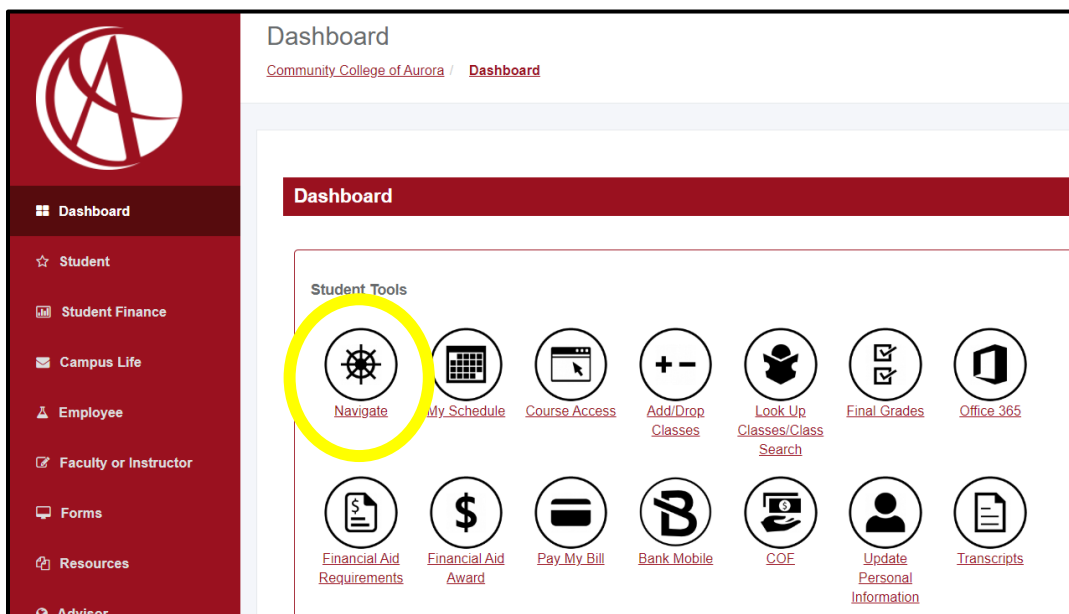 Dashboard
Community College of Aurora / Dashboard
Dashboard
Student
Student Finance
Campus Life
Employee
Faculty or Instructor
Forms
Resources
Advisor
Dashboard
Student Tools
Navigate
My Schedule
Course Access
Add/Drop
Classes
Look Up
Classes/Class
Search
Final Grades
Office 365
Financial Aid
Requirements
Financial Aid
Award
Pay My Bill
Bank Mobile
COF
Update
Personal
Information
Transcripts